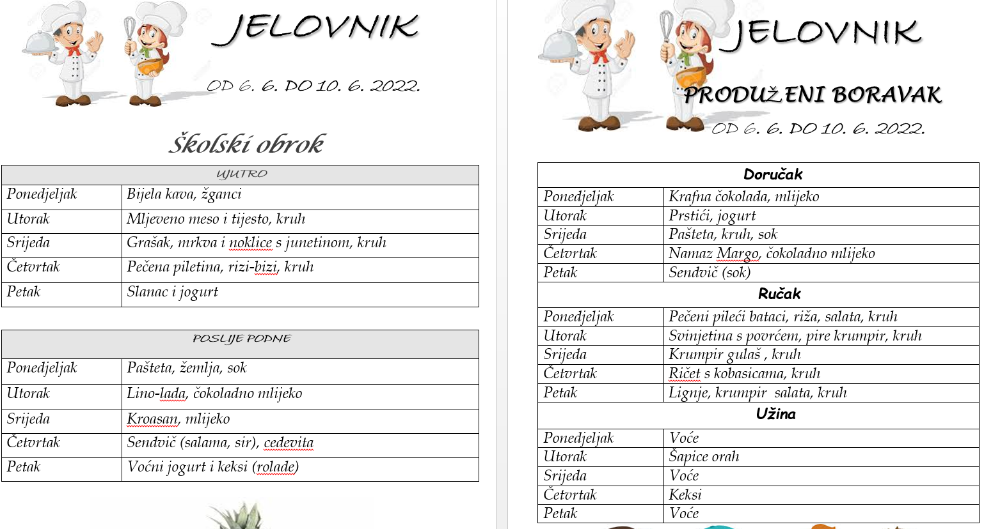 JELOVNIK
OD 6. 6. DO 10. 6. 2022.
Školski obrok
UJUTRO
Ponedjeljak Bijela kava, žganci
Utorak Mljeveno meso i tijesto, kruh
Srijeda Grašak, mrkva i noklice s junetinom, kruh
Četvrtak Pečena piletina, rizi-bizi, kruh
Petak Slanac i jogurt
POSLIJE PODNE
Ponedjeljak Pašteta, žemlja, sok
Utorak Lino-lada, čokoladno mlijeko
Srijeda Kroasan, mlijeko
Četvrtak Sendvič (salama, sir), cedevita
Petak Voćni jogurt i keksi (rolade)
JELOVNIK
PRODUŽENI BORAVAK
OD 6. 6. DO 10. 6. 2022.
Doručak
Ponedjeljak Krafna čokolada, mlijeko
Utorak Prstići, jogurt
Srijeda Pašteta, kruh, sok
Četvrtak Namaz Margo, čokoladno mlijeko
Petak Sendvič (sok)
Ručak
Ponedjeljak Pečeni pileći bataci, riža, salata, kruh
Utorak Svinjetina s povrćem, pire krumpir, kruh
Srijeda Krumpir gulaš , kruh
Četvrtak Ričet s kobasicama, kruh
Petak Lignje, krumpir salata, kruh
Užina
Ponedjeljak Voće
Utorak Šapice orah
Srijeda Voće
Četvrtak Keksi
Petak Voće